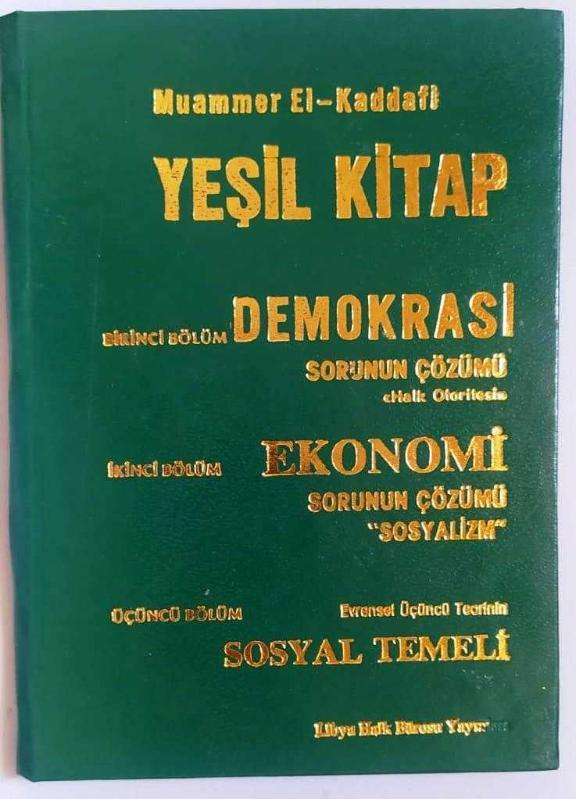 Muammer El-Kaddafi
YEŞİL KİTAP
BİRİNCİ BÖLÜM DEMOKRASİ
SORUNUN ÇÖZÜMÜ
«Halk Otoritesi»
İKİNCİ BÖLÜM EKONOMİ
SORUNUN ÇÖZÜMÜ
"SOSYALİZM"
ÜÇÜNCÜ BÖLÜM Evrensel Üçüncü Teorinin
SOSYAL TEMELİ
Libya Halk Bürosu Yayınları